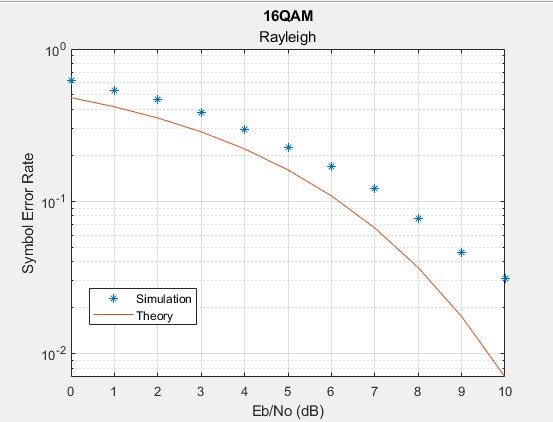 16QAM
Rayleigh
10^0
10^-1
10^-2
Symbol Error Rate
Simulation
Theory
0 1 2 3 4 5 6 7 8 9 10
Eb/No (dB)